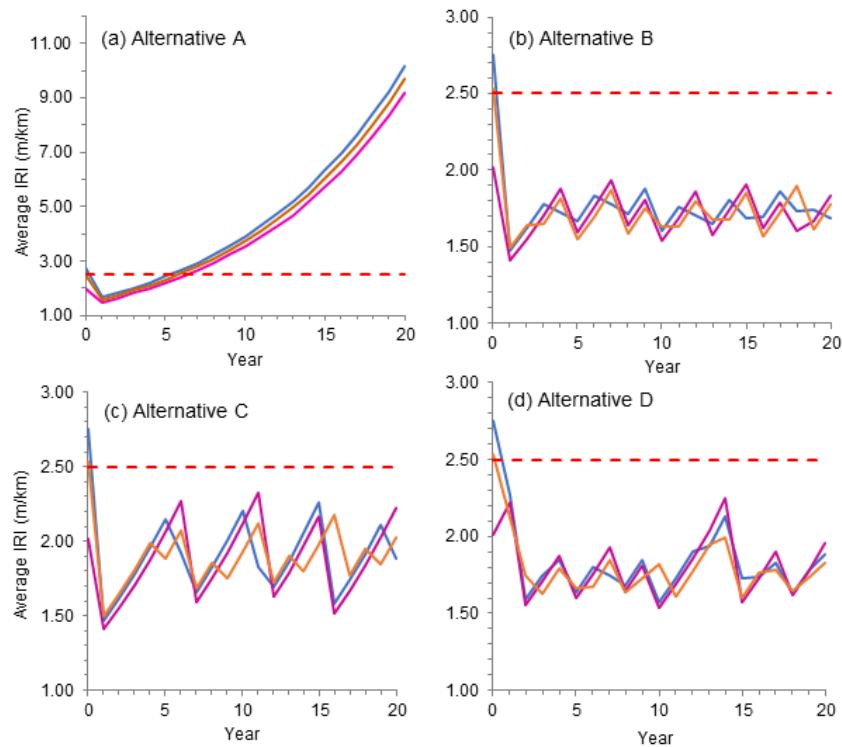 (a) Alternative A
Average IRI (m/km)
11.00
9.00
7.00
5.00
3.00
1.00
0 5 10 15 20
Year
(b) Alternative B
3.00
2.50
2.00
1.50
1.00
0 5 10 15 20
Year
(c) Alternative C
Average IRI (m/km)
3.00
2.50
2.00
1.50
1.00
0 5 10 15 20
Year
(d) Alternative D
3.00
2.50
2.00
1.50
1.00
0 5 10 15 20
Year